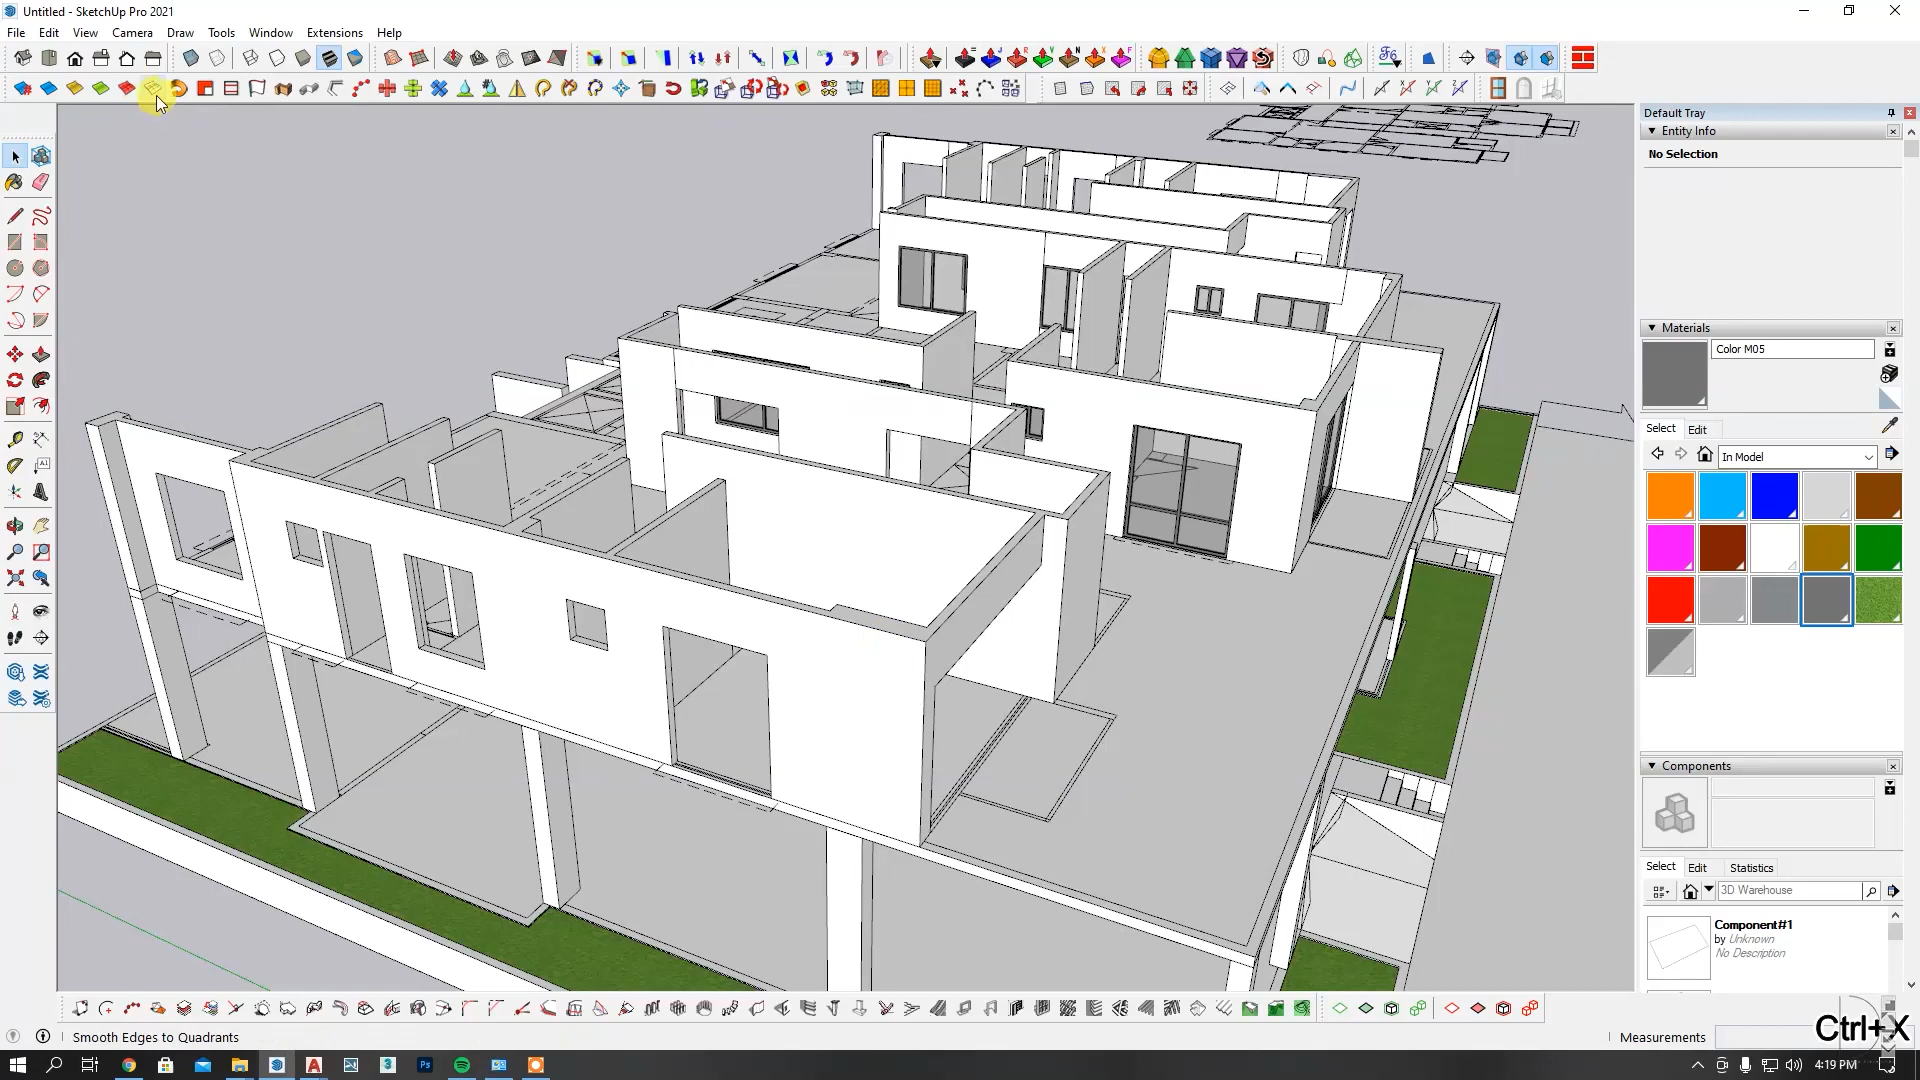 Untitled - SketchUp Pro 2021
File Edit View Camera Draw Tools Window Extensions Help
Default Tray
Entity Info
No Selection
Materials
Color M05
Select Edit
In Model
Components
Select Edit Statistics
3D Warehouse
Component#1
by Unknown
No Description
Smooth Edges to Quadrants
Measurements
Ctrl+X
4:19 PM